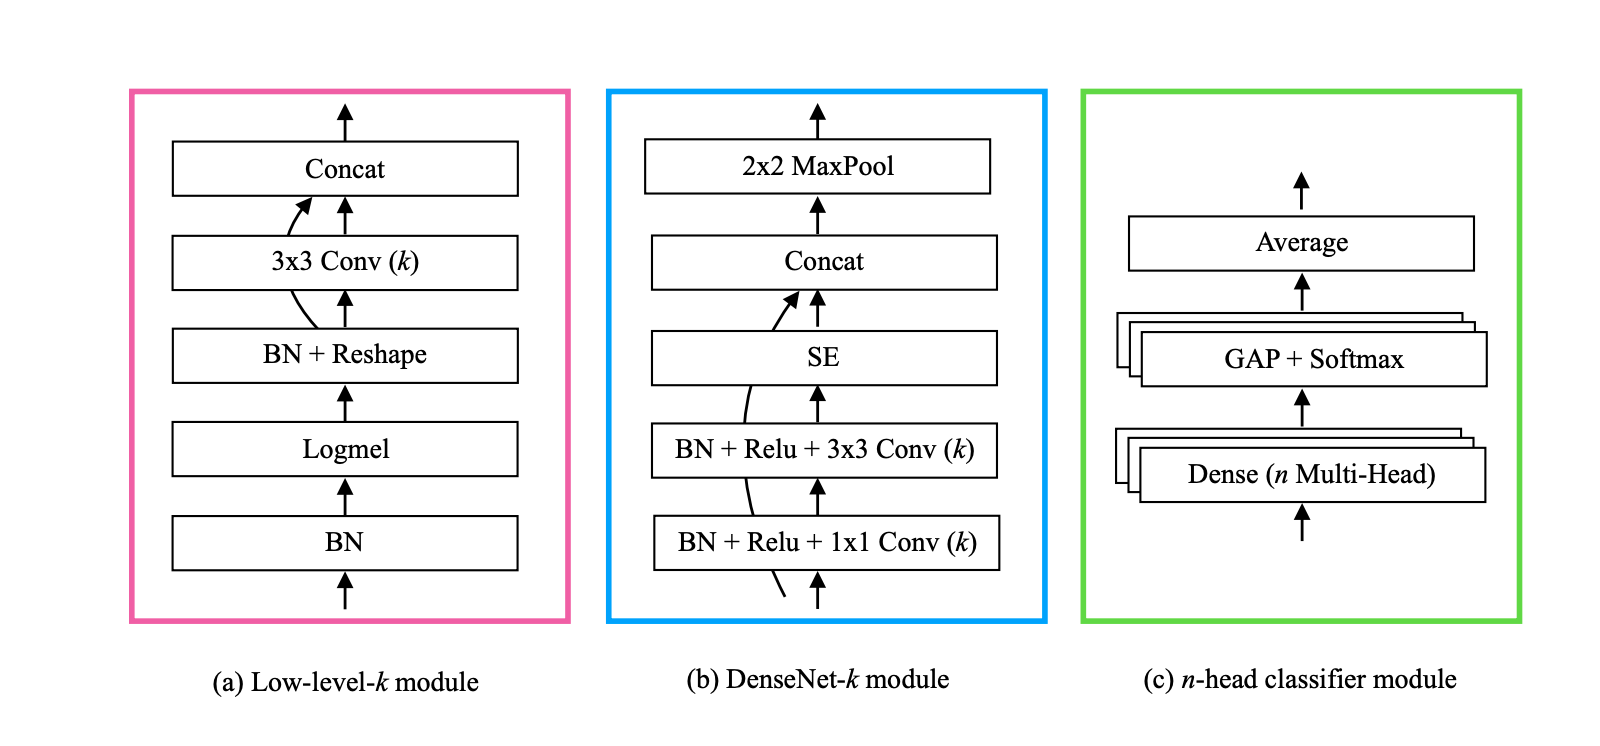 Concat
3x3 Conv (k)
BN + Reshape
Logmel
BN
(a) Low-level-k module
2x2 MaxPool
Concat
SE
BN + Relu + 3x3 Conv (k)
BN + Relu + 1x1 Conv (k)
(b) DenseNet-k module
Average
GAP + Softmax
Dense (n Multi-Head)
(c) n-head classifier module